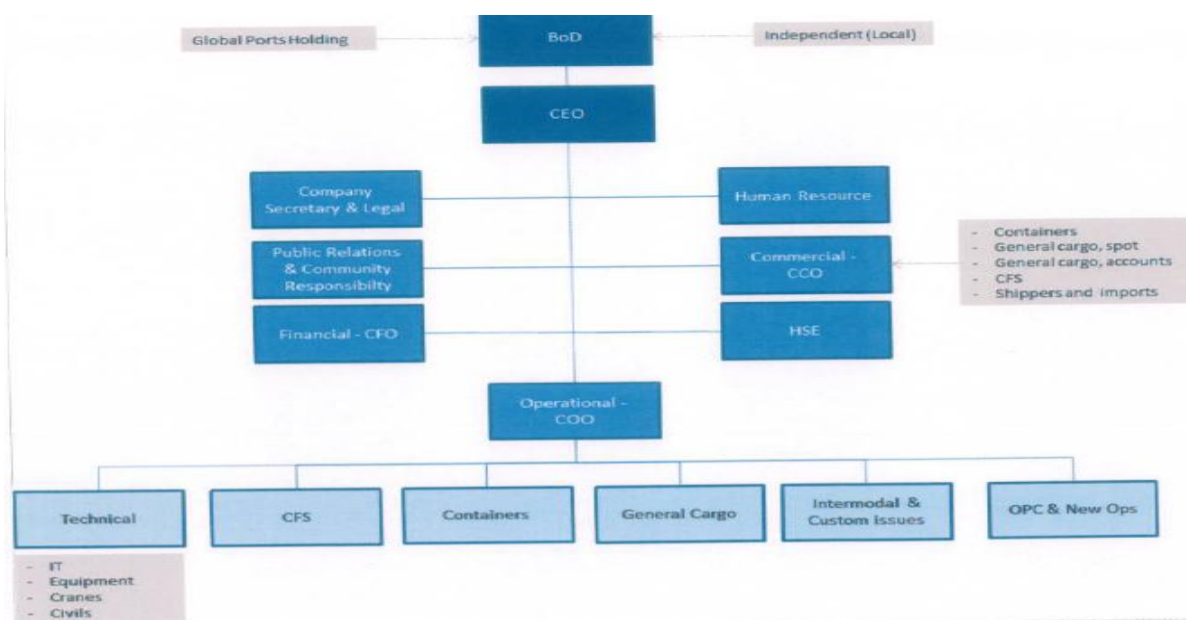 Global Ports Holding
BoD
Independent (Local)
CEO
Company
Secretary & Legal
Human Resource
Public Relations
& Community
Responsibilty
Commercial -
CCO
- Containers
- General cargo, spot
- General cargo, accounts
- CFS
- Shippers and imports
Financial - CFO
HSE
Operational -
COO
Technical
CFS
Containers
General Cargo
Intermodal &
Custom issues
OPC & New Ops
- IT
- Equipment
- Cranes
- Civils